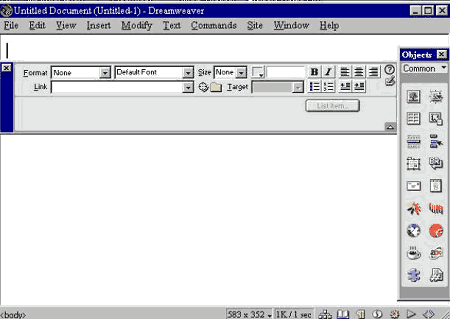 Untitled Document (Untitled-1) - Dreamweaver
File Edit View Insert Modify Text Commands Site Window Help
Objects
Common
Format None Default Font Size None B I
Link Target
List Item...
<body> 583 x 352 1K / 1 sec